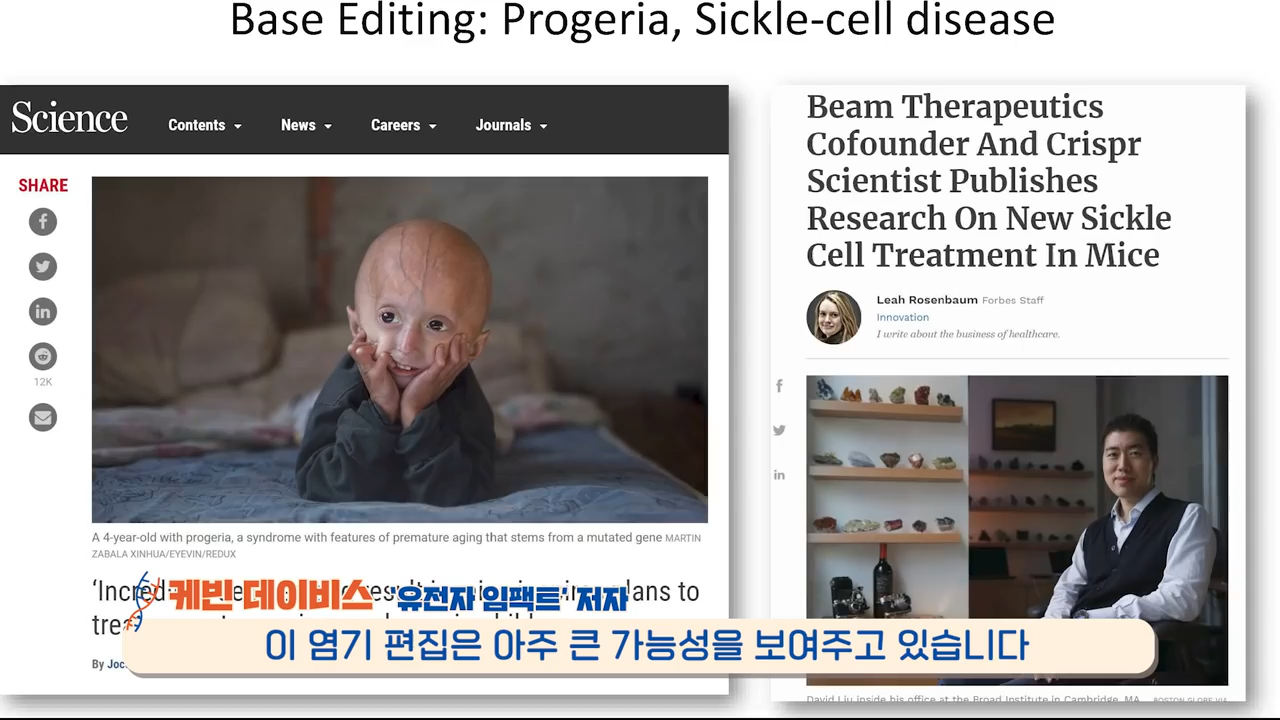 Base Editing: Progeria, Sickle-cell disease
Science
Contents
News
Careers
Journals
SHARE
12K
A 4-year-old with progeria, a syndrome with features of premature aging that stems from a mutated gene MARTIN
ZABALA XINHUA/EYEVIN/REDUX
ans to
By
케빈 데이비스 '유전자 임팩트' 저자
이 염기 편집은 아주 큰 가능성을 보여주고 있습니다
Beam Therapeutics
Cofounder And Crispr
Scientist Publishes
Research On New Sickle
Cell Treatment In Mice
Leah Rosenbaum Forbes Staff
Innovation
I write about the business of healthcare.
David Liu inside his office at the Broad Institute in Cambridge, MA. BOSTON GLOBE VIA